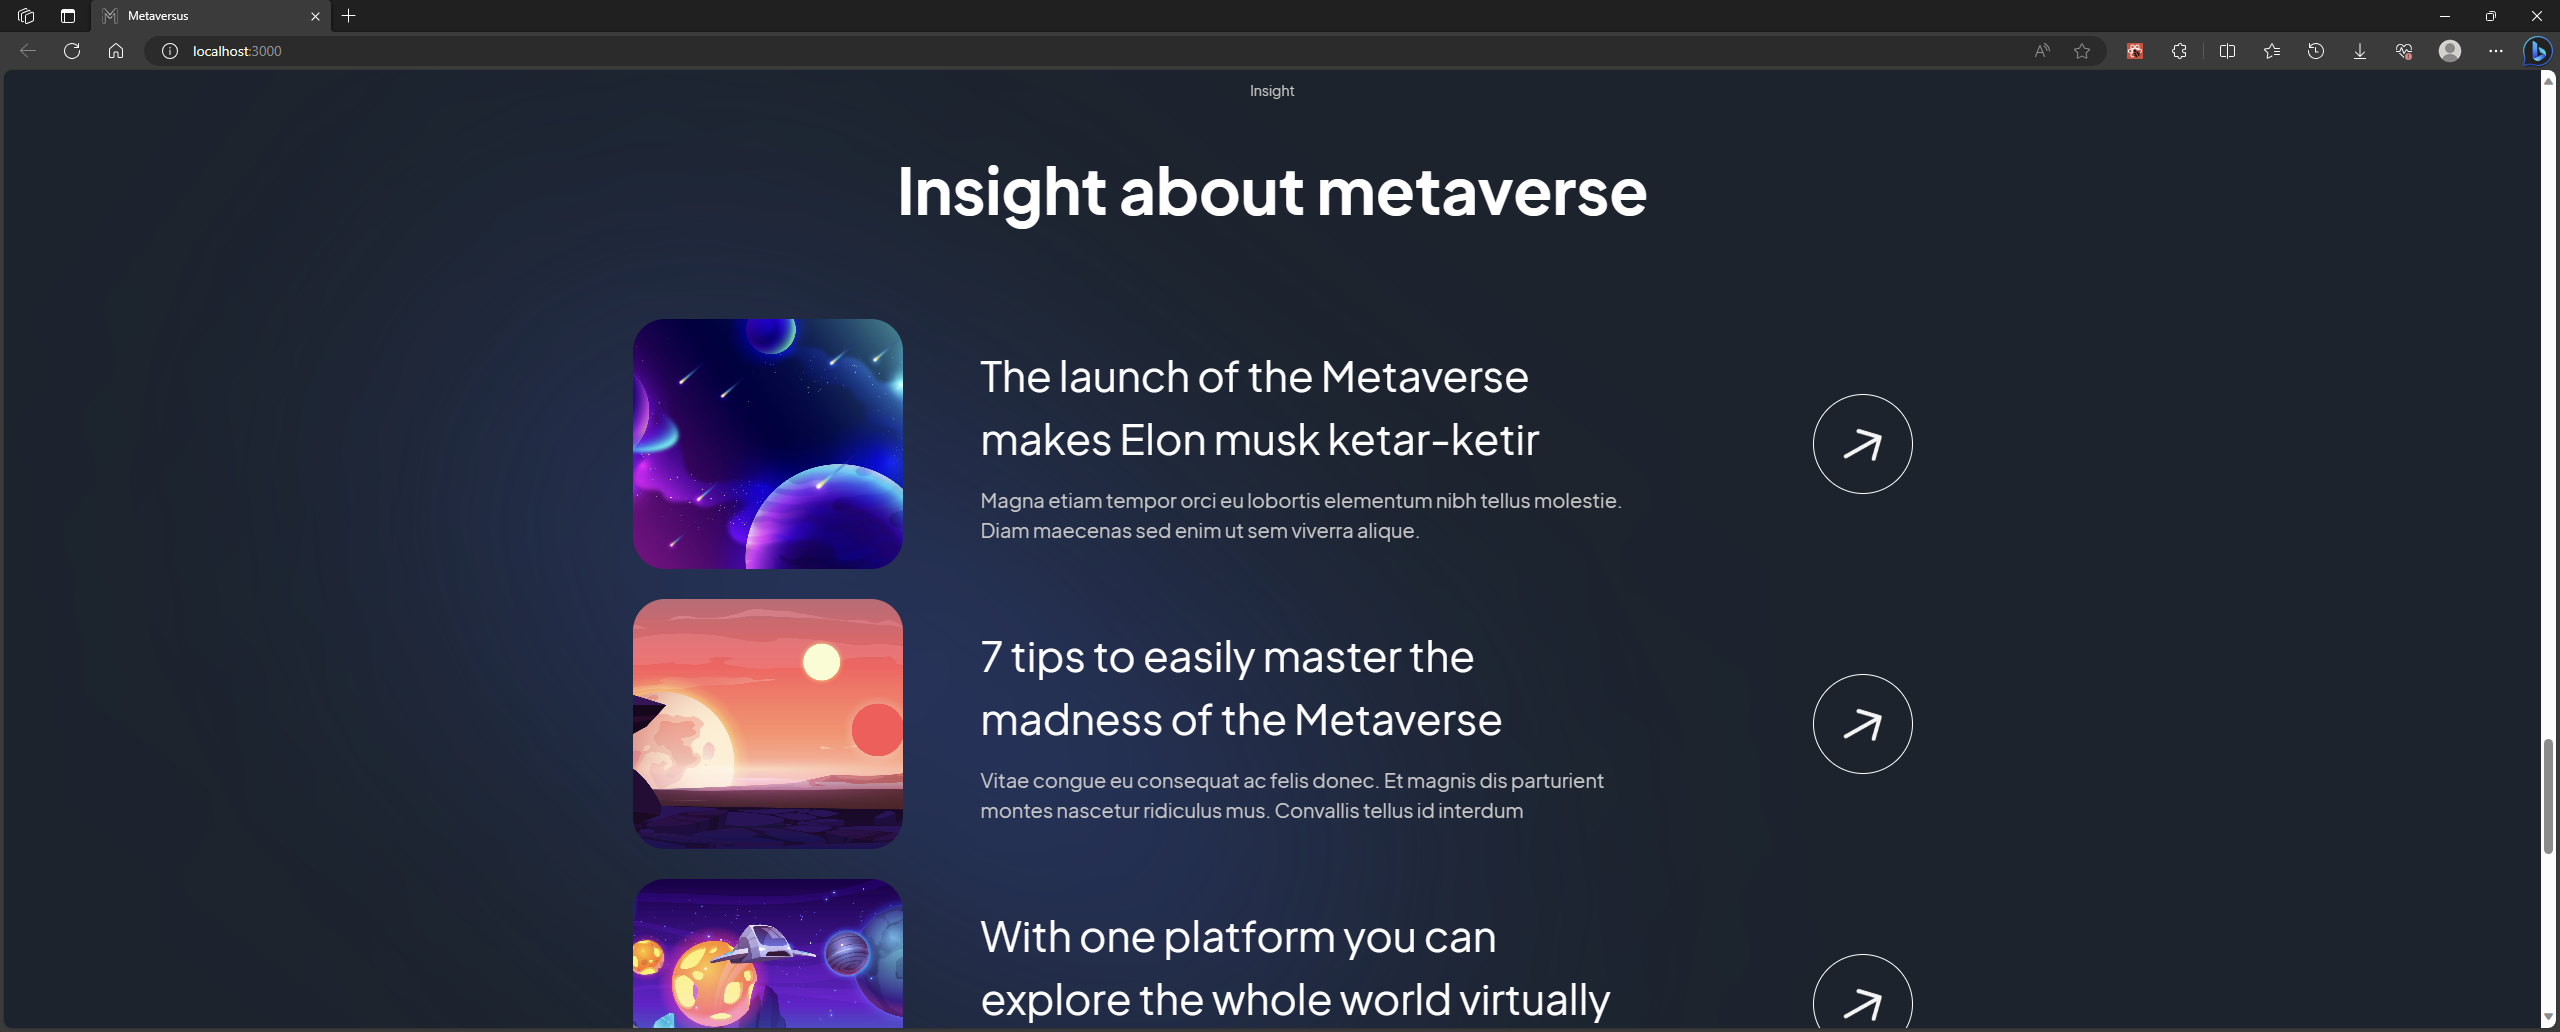 Metaversus
localhost:3000
Insight
Insight about metaverse
The launch of the Metaverse
makes Elon musk ketar-ketir
Magna etiam tempor orci eu lobortis elementum nibh tellus molestie.
Diam maecenas sed enim ut sem viverra alique.
7 tips to easily master the
madness of the Metaverse
Vitae congue eu consequat ac felis donec. Et magnis dis parturient
montes nascetur ridiculus mus. Convallis tellus id interdum
With one platform you can
explore the whole world virtually